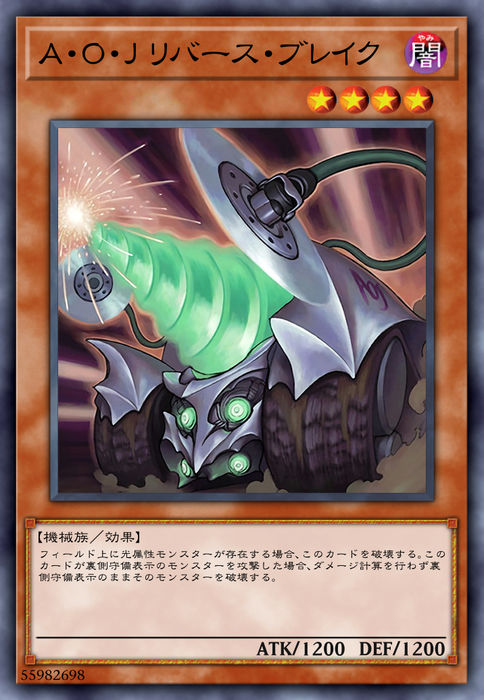 A・O・J リバース・ブレイク
やみ
闇
AOJ
【機械族／効果】
フィールド上に光属性モンスターが存在する場合、このカードを破壊する。この
カードが裏側守備表示のモンスターを攻撃した場合、ダメージ計算を行わず裏
側守備表示のままそのモンスターを破壊する。
ATK/1200 DEF/1200
55982698